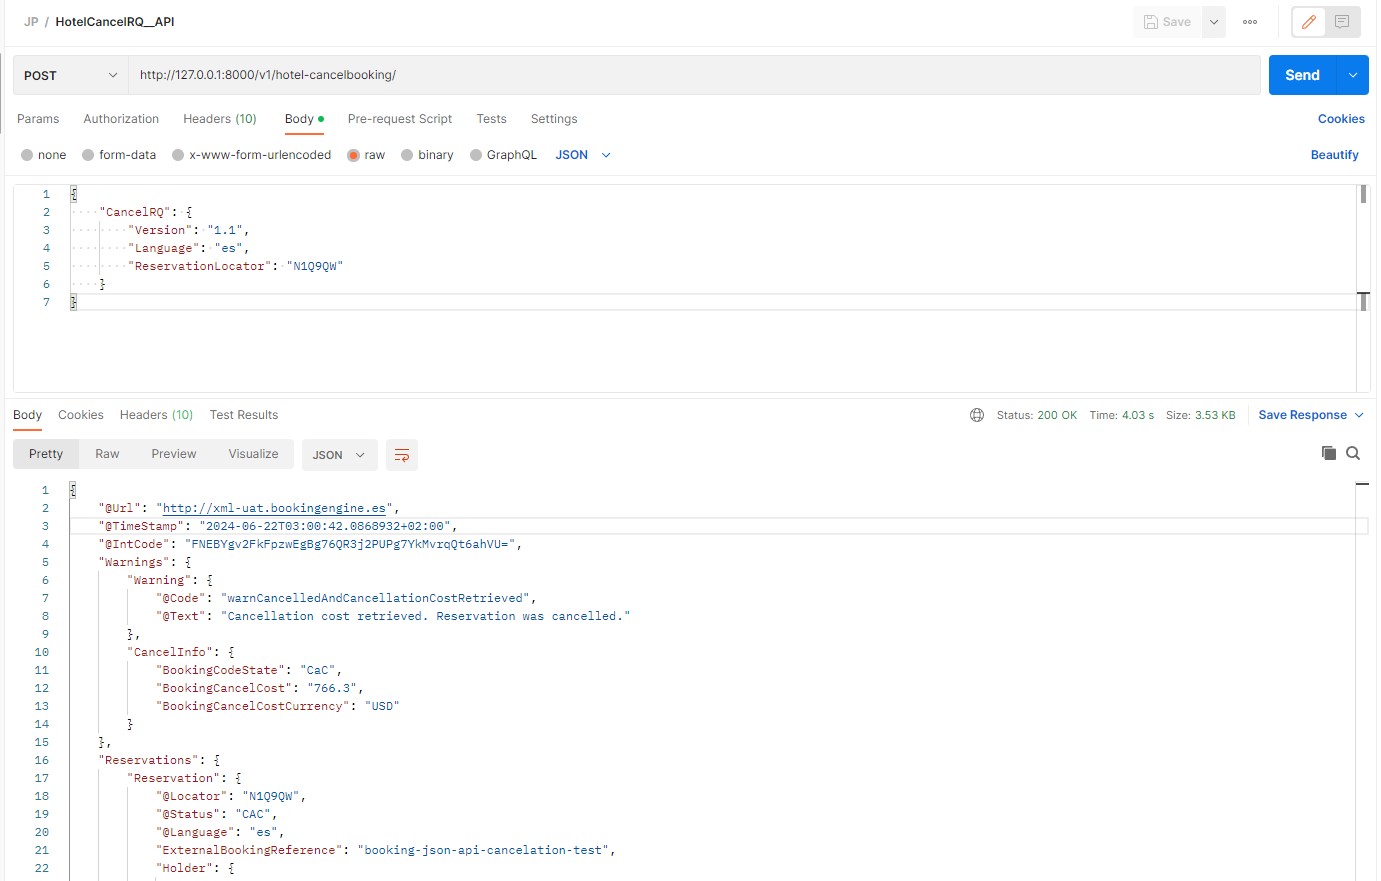 JP / HotelCancelRQ__API
Save
POST http://127.0.0.1:8000/v1/hotel-cancelbooking/ Send
Params Authorization Headers (10) Body Pre-request Script Tests Settings Cookies
none form-data x-www-form-urlencoded raw binary GraphQL JSON Beautify
1 {
2 "CancelRQ": {
3 "Version": "1.1",
4 "Language": "es",
5 "ReservationLocator": "N1Q9QW"
6 }
7 }
Body Cookies Headers (10) Test Results Status: 200 OK Time: 4.03 s Size: 3.53 KB Save Response
Pretty Raw Preview Visualize JSON
1 {
2 "@Url": "http://xml-uat.bookingengine.es",
3 "@TimeStamp": "2024-06-22T03:00:42.0868932+02:00",
4 "@IntCode": "FNEBYgv2FkFpzwEgBg76QR3j2PUPg7YkMvrqQt6ahVU=",
5 "Warnings": {
6 "Warning": {
7 "@Code": "warnCancelledAndCancellationCostRetrieved",
8 "@Text": "Cancellation cost retrieved. Reservation was cancelled."
9 },
10 "CancelInfo": {
11 "BookingCodeState": "CaC",
12 "BookingCancelCost": "766.3",
13 "BookingCancelCostCurrency": "USD"
14 }
15 },
16 "Reservations": {
17 "Reservation": {
18 "@Locator": "N1Q9QW",
19 "@Status": "CAC",
20 "@Language": "es",
21 "ExternalBookingReference": "booking-json-api-cancelation-test",
22 "Holder": {